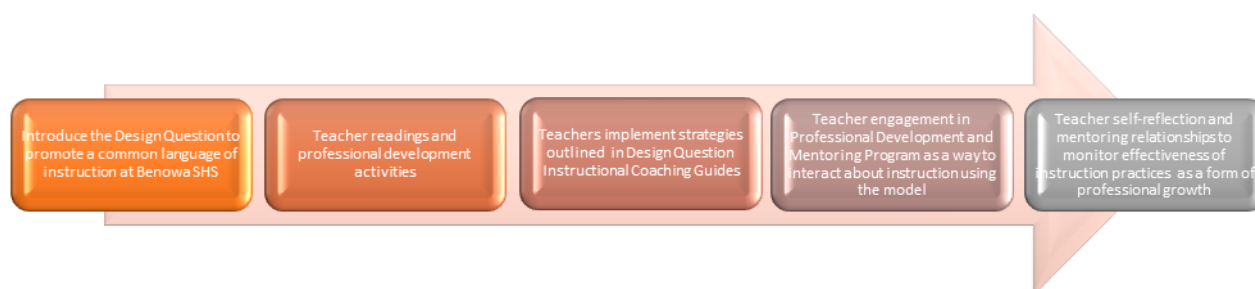 Introduce the Design Question to
promote a common language of
instruction at Benowa SHS
Teacher readings and
professional development
activities
Teachers implement strategies
outlined in Design Question
Instructional Coaching Guides
Teacher engagement in
Professional Development and
Mentoring Program as a way to
interact about instruction using
the model
Teacher self-reflection and
mentoring relationships to
monitor effectiveness of
instruction practices as a form of
professional growth